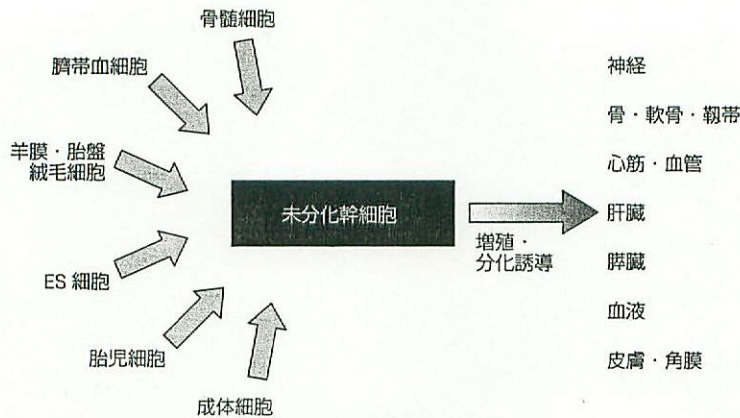 骨髄細胞
臍帯血細胞
羊膜・胎盤
絨毛細胞
ES 細胞
胎児細胞
成体細胞
未分化幹細胞
増殖・
分化誘導
神経
骨・軟骨・靱帯
心筋・血管
肝臓
膵臓
血液
皮膚・角膜